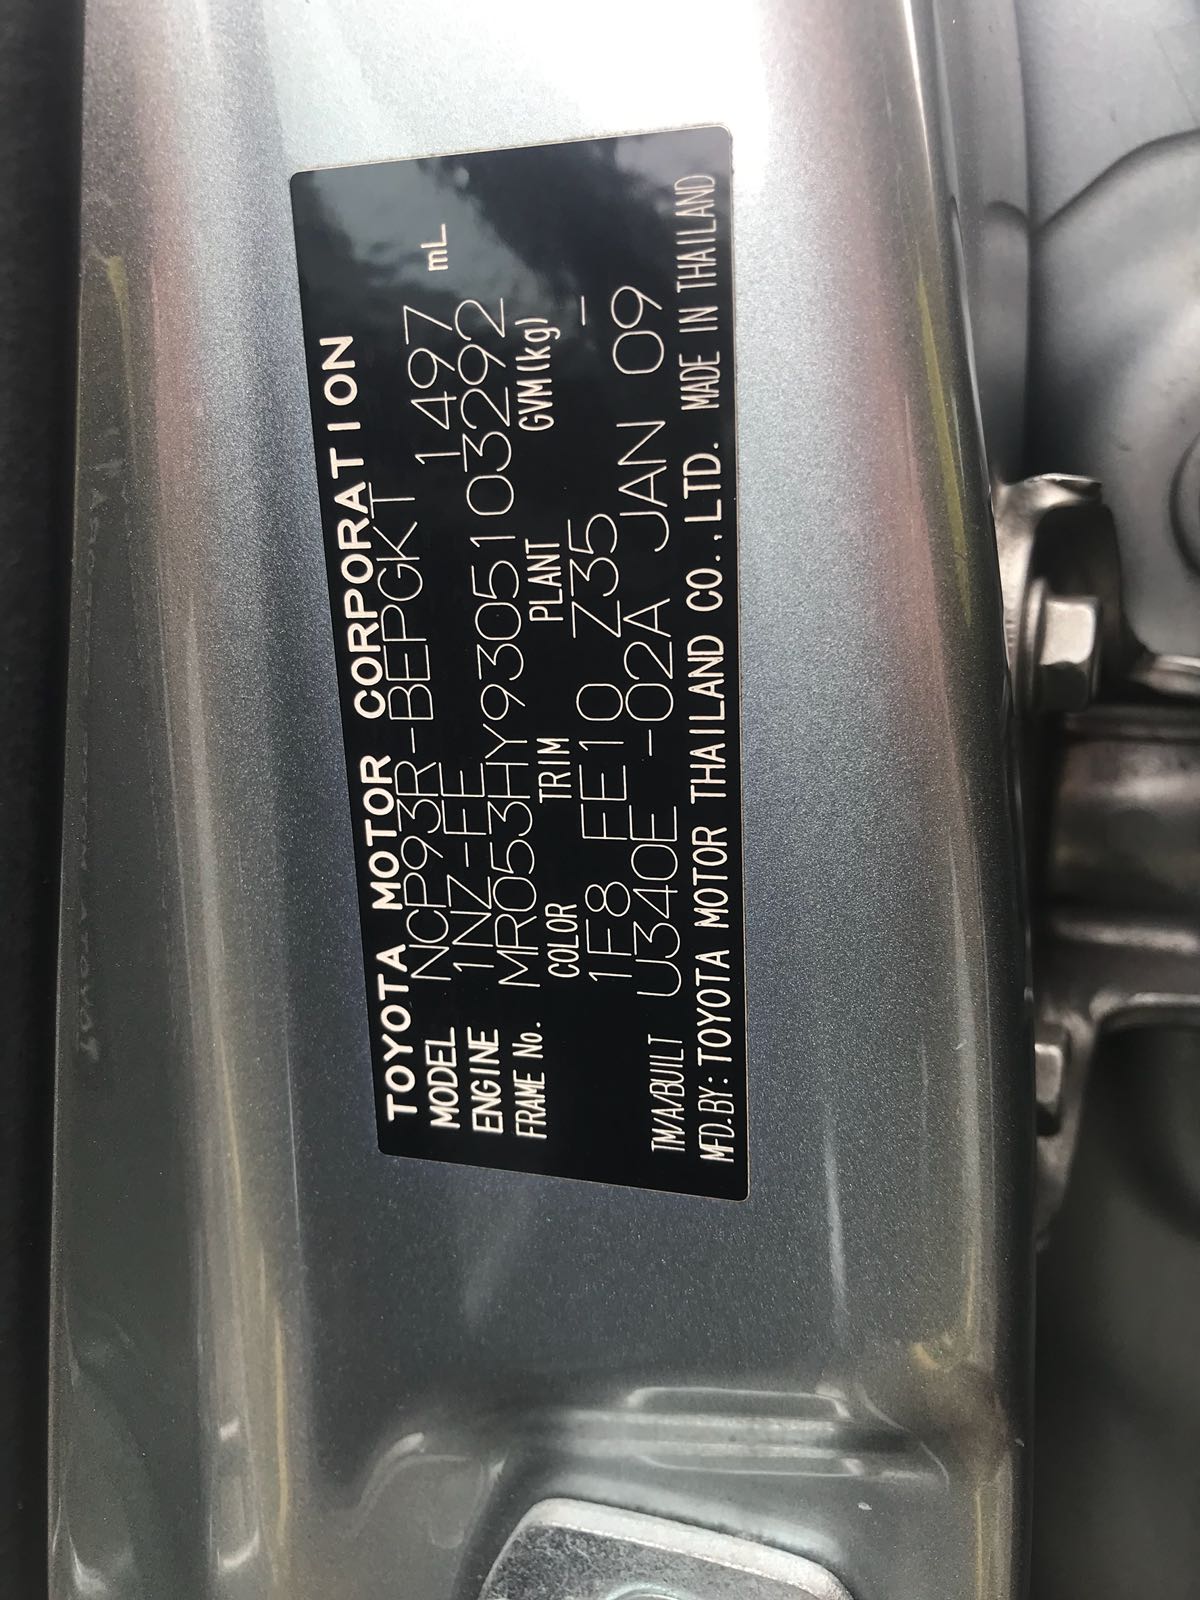 TOYOTA MOTOR CORPORATION
MODEL NCP93R-BEPGKT 1497 mL
ENGINE 1NZ-FE
FRAME No. MR053HY9305103292
COLOR TRIM PLANT GVM(kg)
1F8 FE10 Z35 -
TM/A/BUILT U340E -02A JAN 09
MFD.BY: TOYOTA MOTOR THAILAND CO.,LTD. MADE IN THAILAND